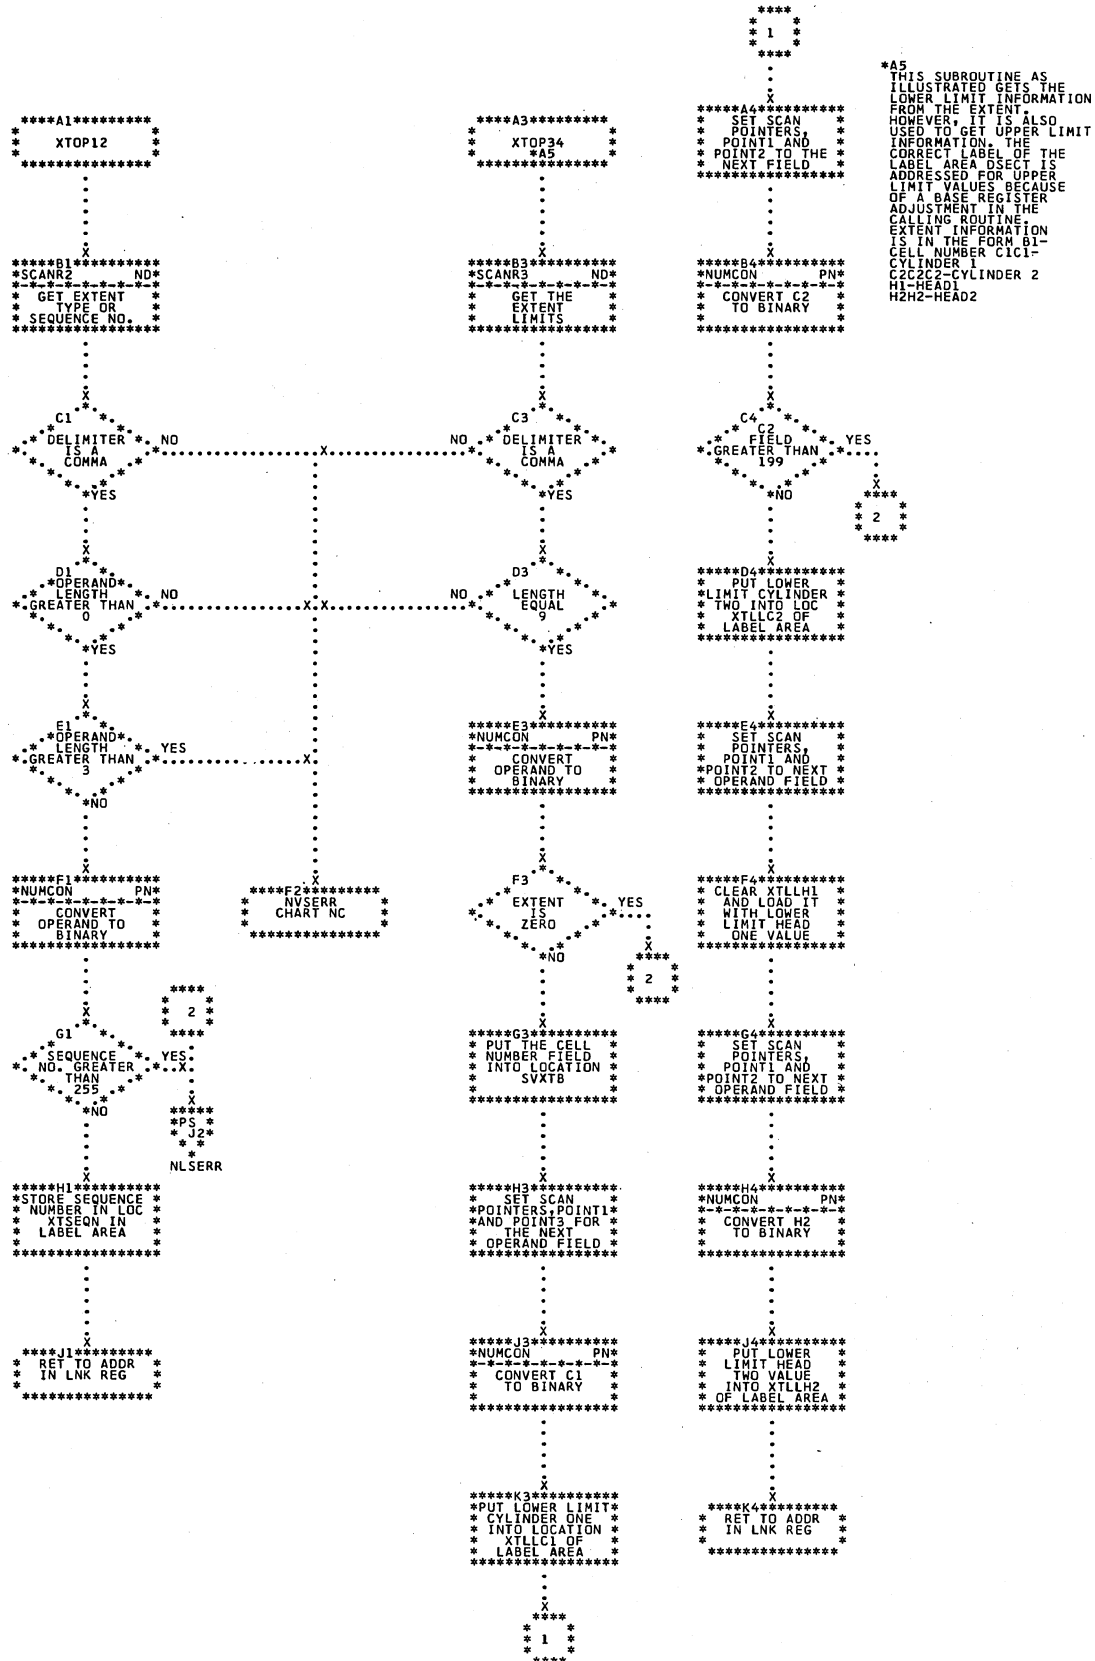 1
*A5
THIS SUBROUTINE AS
ILLUSTRATED GETS THE
LOWER LIMIT INFORMATION
FROM THE EXTENT.
HOWEVER, IT IS ALSO
USED TO GET UPPER LIMIT
INFORMATION. THE
CORRECT LABEL OF THE
LABEL AREA DSECT IS
ADDRESSED FOR UPPER
LIMIT VALUES BECAUSE
OF A BASE REGISTER
ADJUSTMENT IN THE
CALLING ROUTINE.
EXTENT INFORMATION
IS IN THE FORM B1-
CELL NUMBER C1C1-
CYLINDER 1
C2C2C2-CYLINDER 2
H1-HEAD1
H2H2-HEAD2
A1
XTOP12
B1
SCANR2 ND
GET EXTENT
TYPE OR
SEQUENCE NO.
C1
DELIMITER
IS A
COMMA
NO
YES
D1
OPERAND
LENGTH
GREATER THAN
0
NO
YES
E1
OPERAND
LENGTH
GREATER THAN
3
YES
NO
F1
NUMCON PN
CONVERT
OPERAND TO
BINARY
G1
SEQUENCE
NO. GREATER
THAN
255
YES
NO
2
PS
J2
NLSERR
H1
STORE SEQUENCE
NUMBER IN LOC
XTSEQN IN
LABEL AREA
J1
RET TO ADDR
IN LNK REG
F2
NVSERR
CHART NC
A3
XTOP34
*A5
B3
SCANR3 ND
GET THE
EXTENT
LIMITS
C3
DELIMITER
IS A
COMMA
NO
YES
D3
LENGTH
EQUAL
9
NO
YES
E3
NUMCON PN
CONVERT
OPERAND TO
BINARY
F3
EXTENT
IS
ZERO
YES
NO
2
G3
PUT THE CELL
NUMBER FIELD
INTO LOCATION
SVXTB
H3
SET SCAN
POINTERS,POINT1
AND POINT3 FOR
THE NEXT
OPERAND FIELD
J3
NUMCON PN
CONVERT C1
TO BINARY
K3
PUT LOWER LIMIT
CYLINDER ONE
INTO LOCATION
XTLLC1 OF
LABEL AREA
1
A4
SET SCAN
POINTERS,
POINT1 AND
POINT2 TO THE
NEXT FIELD
B4
NUMCON PN
CONVERT C2
TO BINARY
C4
C2
FIELD
GREATER THAN
199
YES
NO
2
D4
PUT LOWER
LIMIT CYLINDER
TWO INTO LOC
XTLLC2 OF
LABEL AREA
E4
SET SCAN
POINTERS,
POINT1 AND
POINT2 TO NEXT
OPERAND FIELD
F4
CLEAR XTLLH1
AND LOAD IT
WITH LOWER
LIMIT HEAD
ONE VALUE
G4
SET SCAN
POINTERS,
POINT1 AND
POINT2 TO NEXT
OPERAND FIELD
H4
NUMCON PN
CONVERT H2
TO BINARY
J4
PUT LOWER
LIMIT HEAD
TWO VALUE
INTO XTLLH2
OF LABEL AREA
K4
RET TO ADDR
IN LNK REG